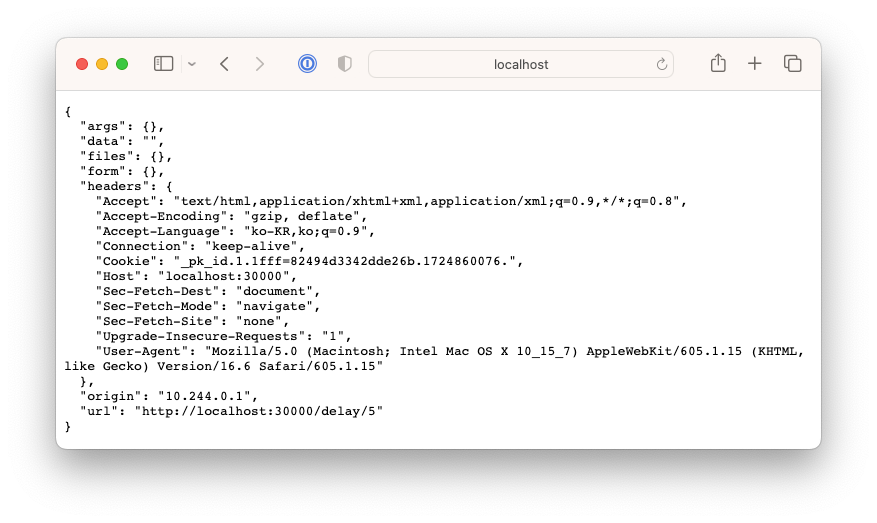 localhost
{
  "args": {},
  "data": "",
  "files": {},
  "form": {},
  "headers": {
    "Accept": "text/html,application/xhtml+xml,application/xml;q=0.9,*/*;q=0.8",
    "Accept-Encoding": "gzip, deflate",
    "Accept-Language": "ko-KR,ko;q=0.9",
    "Connection": "keep-alive",
    "Cookie": "_pk_id.1.1fff=82494d3342dde26b.1724860076.",
    "Host": "localhost:30000",
    "Sec-Fetch-Dest": "document",
    "Sec-Fetch-Mode": "navigate",
    "Sec-Fetch-Site": "none",
    "Upgrade-Insecure-Requests": "1",
    "User-Agent": "Mozilla/5.0 (Macintosh; Intel Mac OS X 10_15_7) AppleWebKit/605.1.15 (KHTML,
like Gecko) Version/16.6 Safari/605.1.15"
  },
  "origin": "10.244.0.1",
  "url": "http://localhost:30000/delay/5"
}